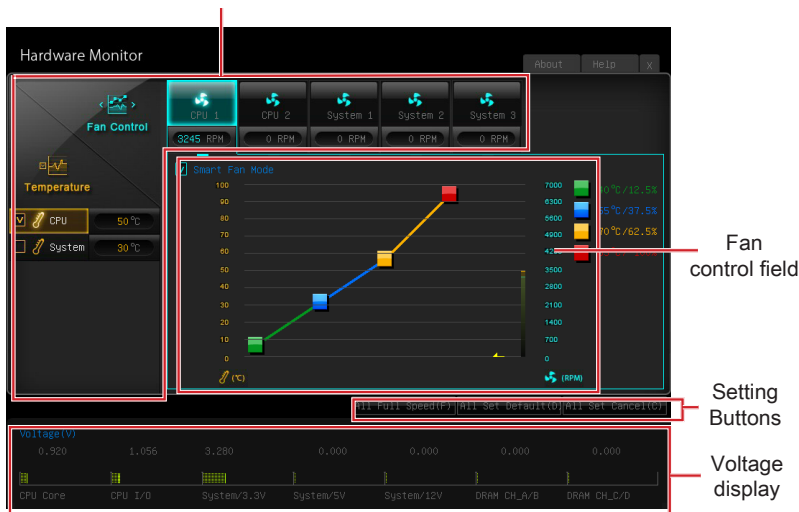 Hardware Monitor
About Help X
Fan Control
CPU 1 CPU 2 System 1 System 2 System 3
3245 RPM 0 RPM 0 RPM 0 RPM 0 RPM
Temperature
V CPU 50°C
System 30°C
V Smart Fan Mode
100 7000
90 6300
80 5600
70 4900
60 4200
50 3500
40 2800
30 2100
20 1400
10 700
0 0
(°C) (RPM)
0°C/12.5%
5°C/37.5%
70°C/62.5%
Fan
control field
All Full Speed(F) All Set Default(D) All Set Cancel(C)
Setting
Buttons
Voltage(V)
0.920 1.056 3.280 0.000 0.000 0.000 0.000
CPU Core CPU I/O System/3.3V System/5V System/12V DRAM CH_A/B DRAM CH_C/D
Voltage
display